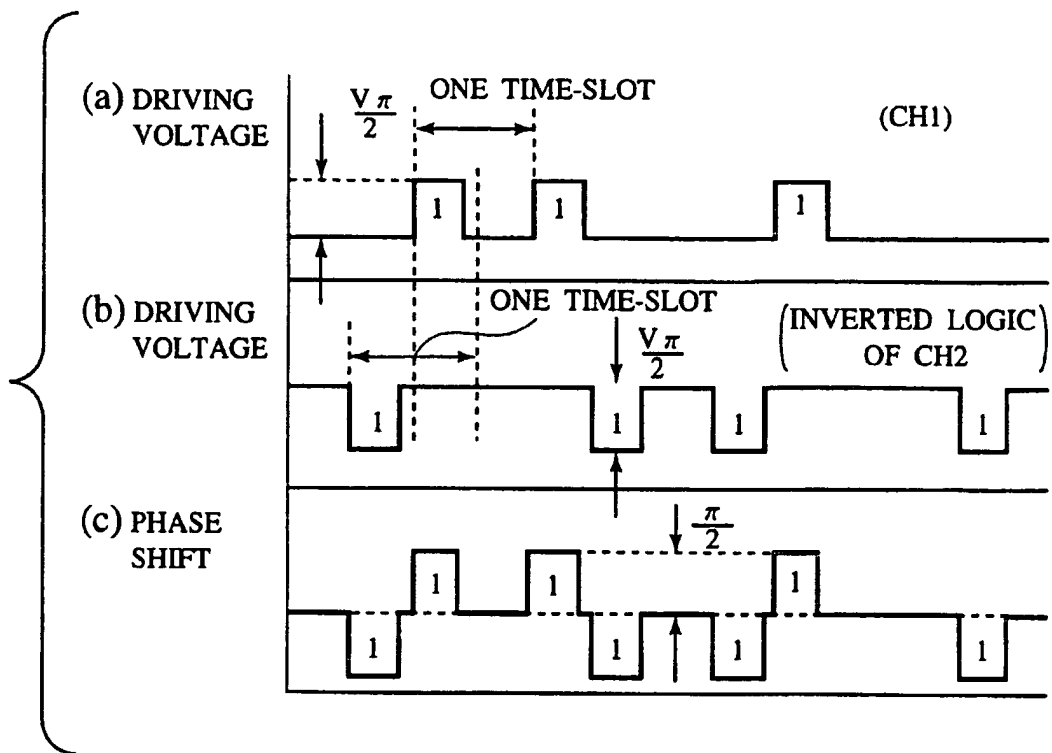 (a) DRIVING
VOLTAGE
Vπ
2
ONE TIME-SLOT
(CH1)
1
1
1
(b) DRIVING
VOLTAGE
ONE TIME-SLOT
Vπ
2
(INVERTED LOGIC
OF CH2)
1
1
1
1
(c) PHASE
SHIFT
π
2
1
1
1
1
1
1
1